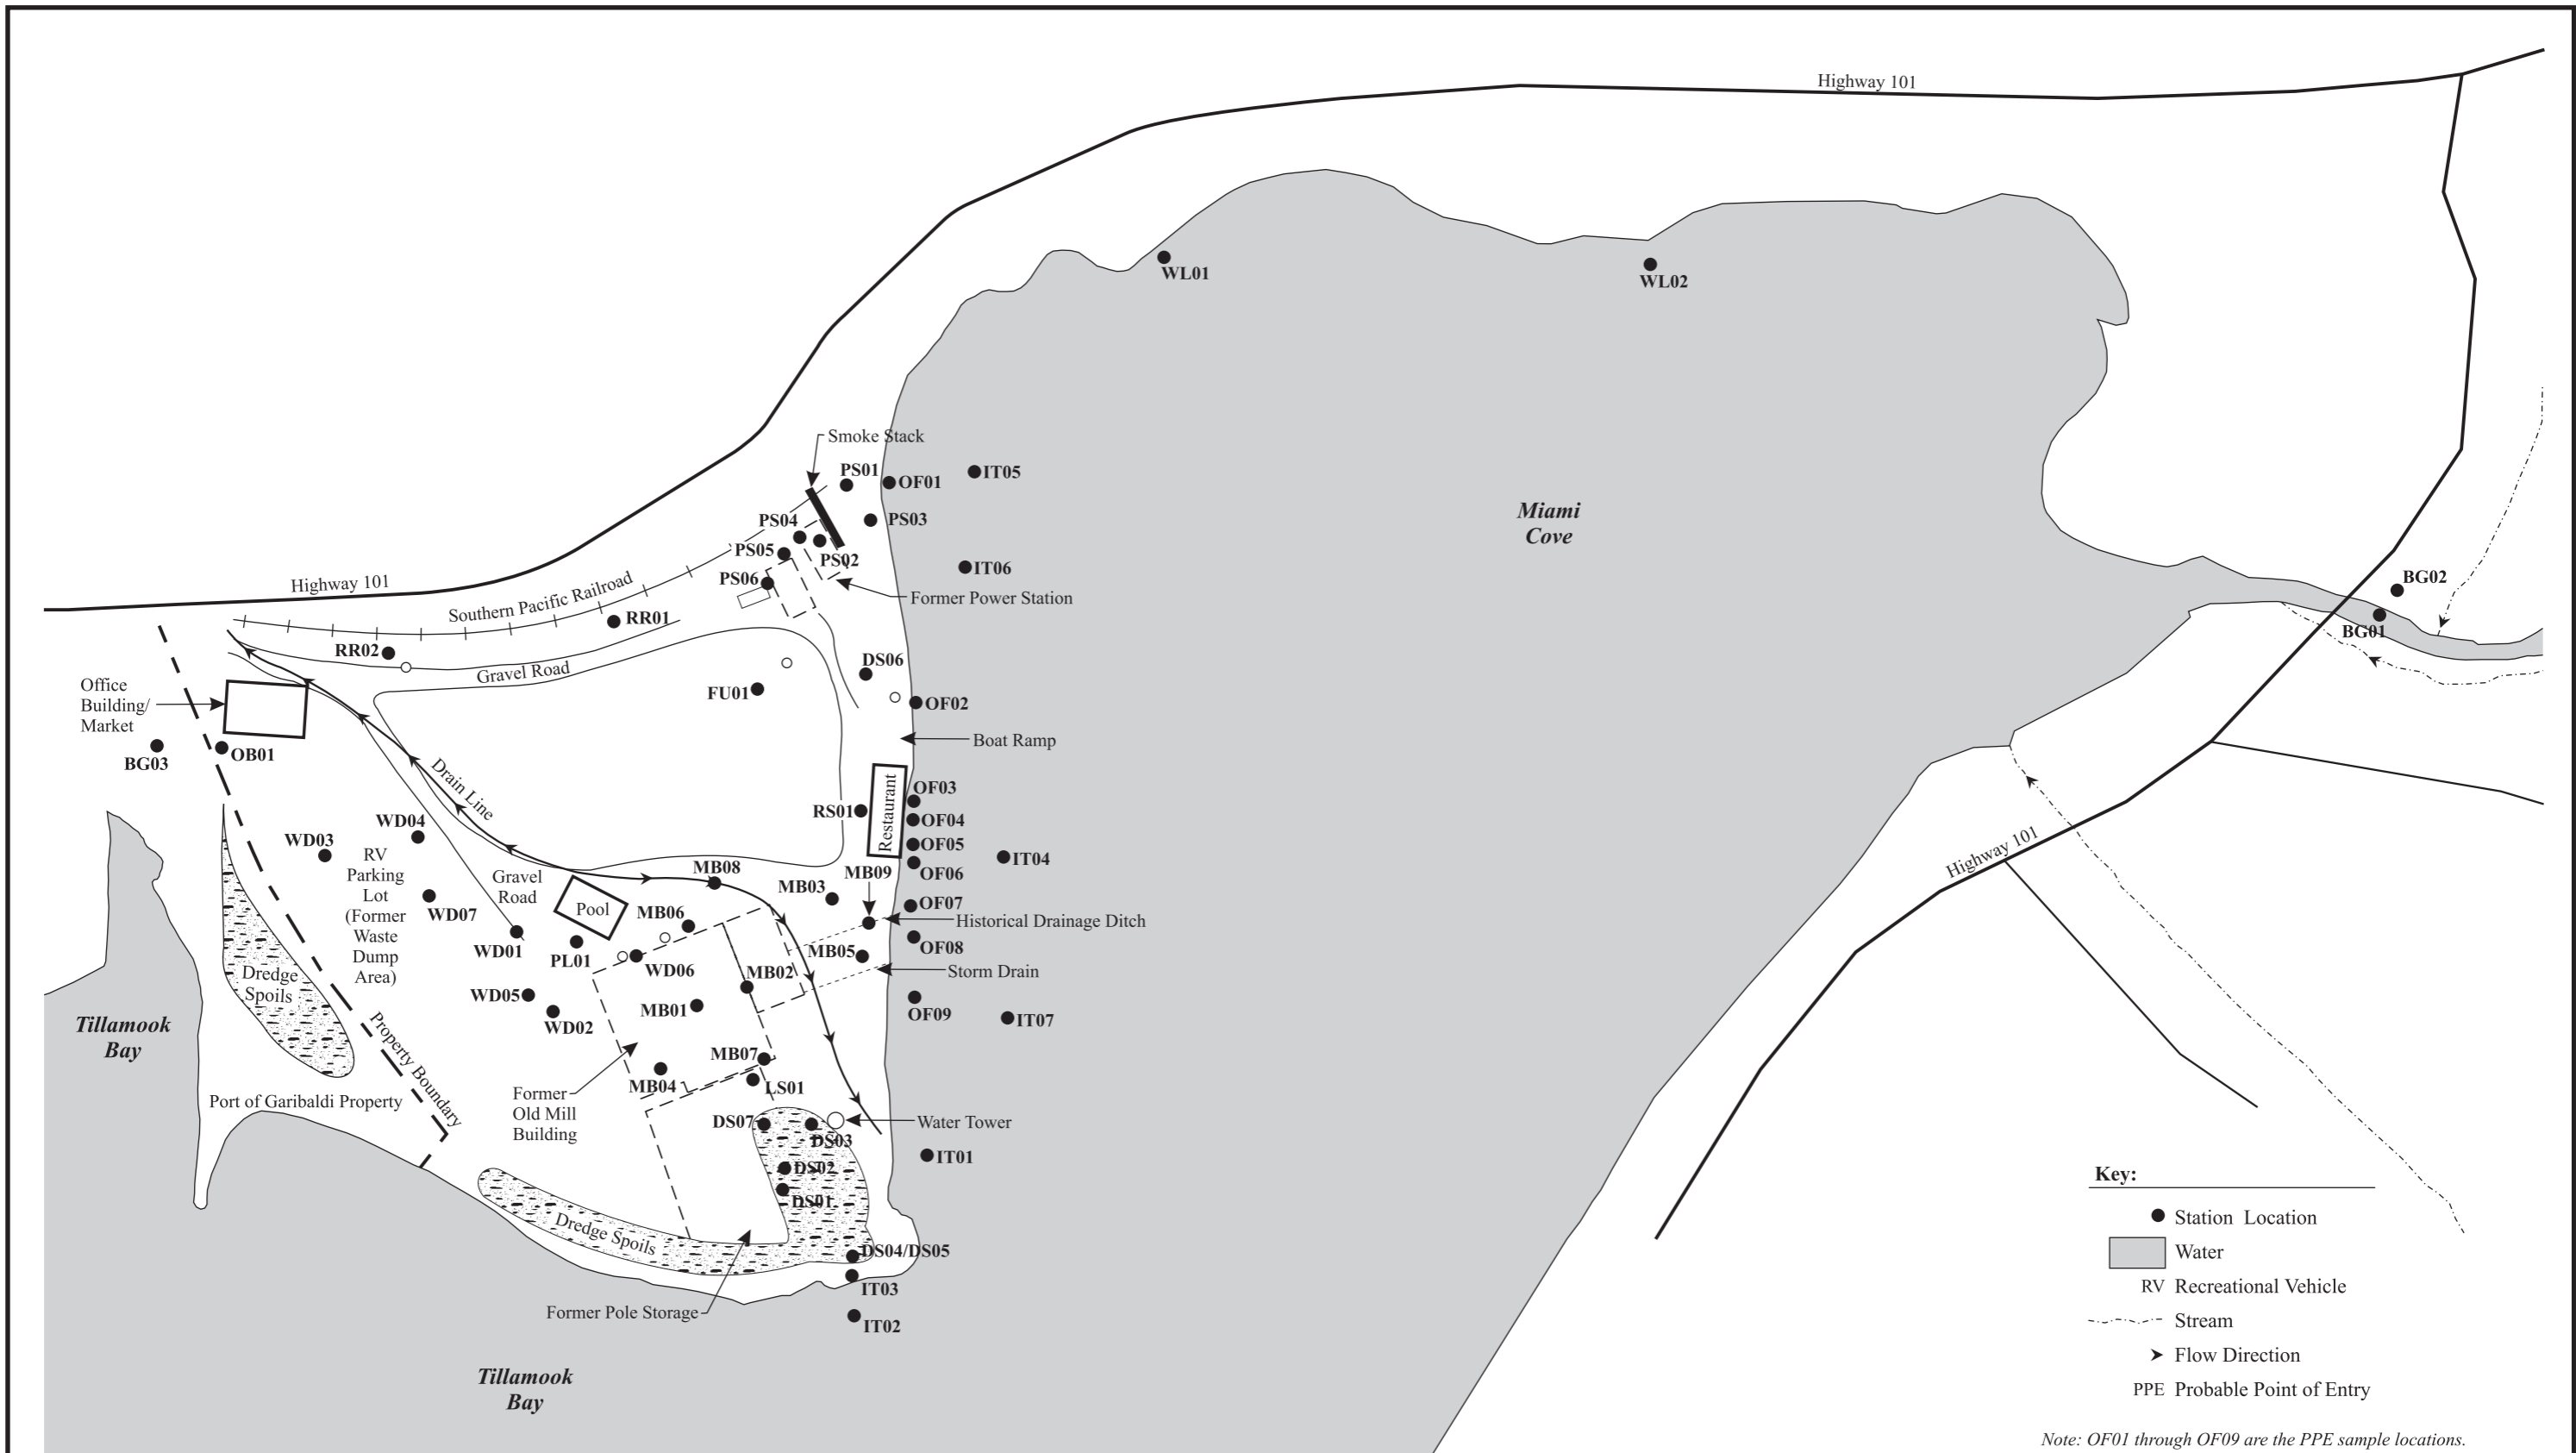 Highway 101
WL01
WL02
Smoke Stack
PS01
OF01
IT05
PS04
PS03
Miami
Cove
PS05
PS02
IT06
PS06
BG02
Highway 101
Southern Pacific Railroad
Former Power Station
RR01
BG01
RR02
DS06
Gravel Road
Office
Building/
Market
FU01
OF02
Boat Ramp
OB01
BG03
Drain Line
Restaurant
OF03
RS01
OF04
WD04
WD03
OF05
IT04
Highway 101
RV
Parking
Lot
(Former
Waste
Dump
Area)
MB08
MB09
OF06
Gravel
Road
MB03
OF07
Pool
WD07
MB06
Historical Drainage Ditch
OF08
WD01
PL01
MB05
WD06
MB02
Storm Drain
Dredge
Spoils
WD05
MB01
OF09
IT07
WD02
Tillamook
Bay
Property Boundary
MB07
MB04
LS01
Former
Old Mill
Building
Port of Garibaldi Property
DS07
DS03
Water Tower
IT01
DS02
DS01
Dredge Spoils
DS04/DS05
IT03
Former Pole Storage
IT02
Tillamook
Bay
Key:
Station Location
Water
RV Recreational Vehicle
Stream
Flow Direction
PPE Probable Point of Entry
Note: OF01 through OF09 are the PPE sample locations.